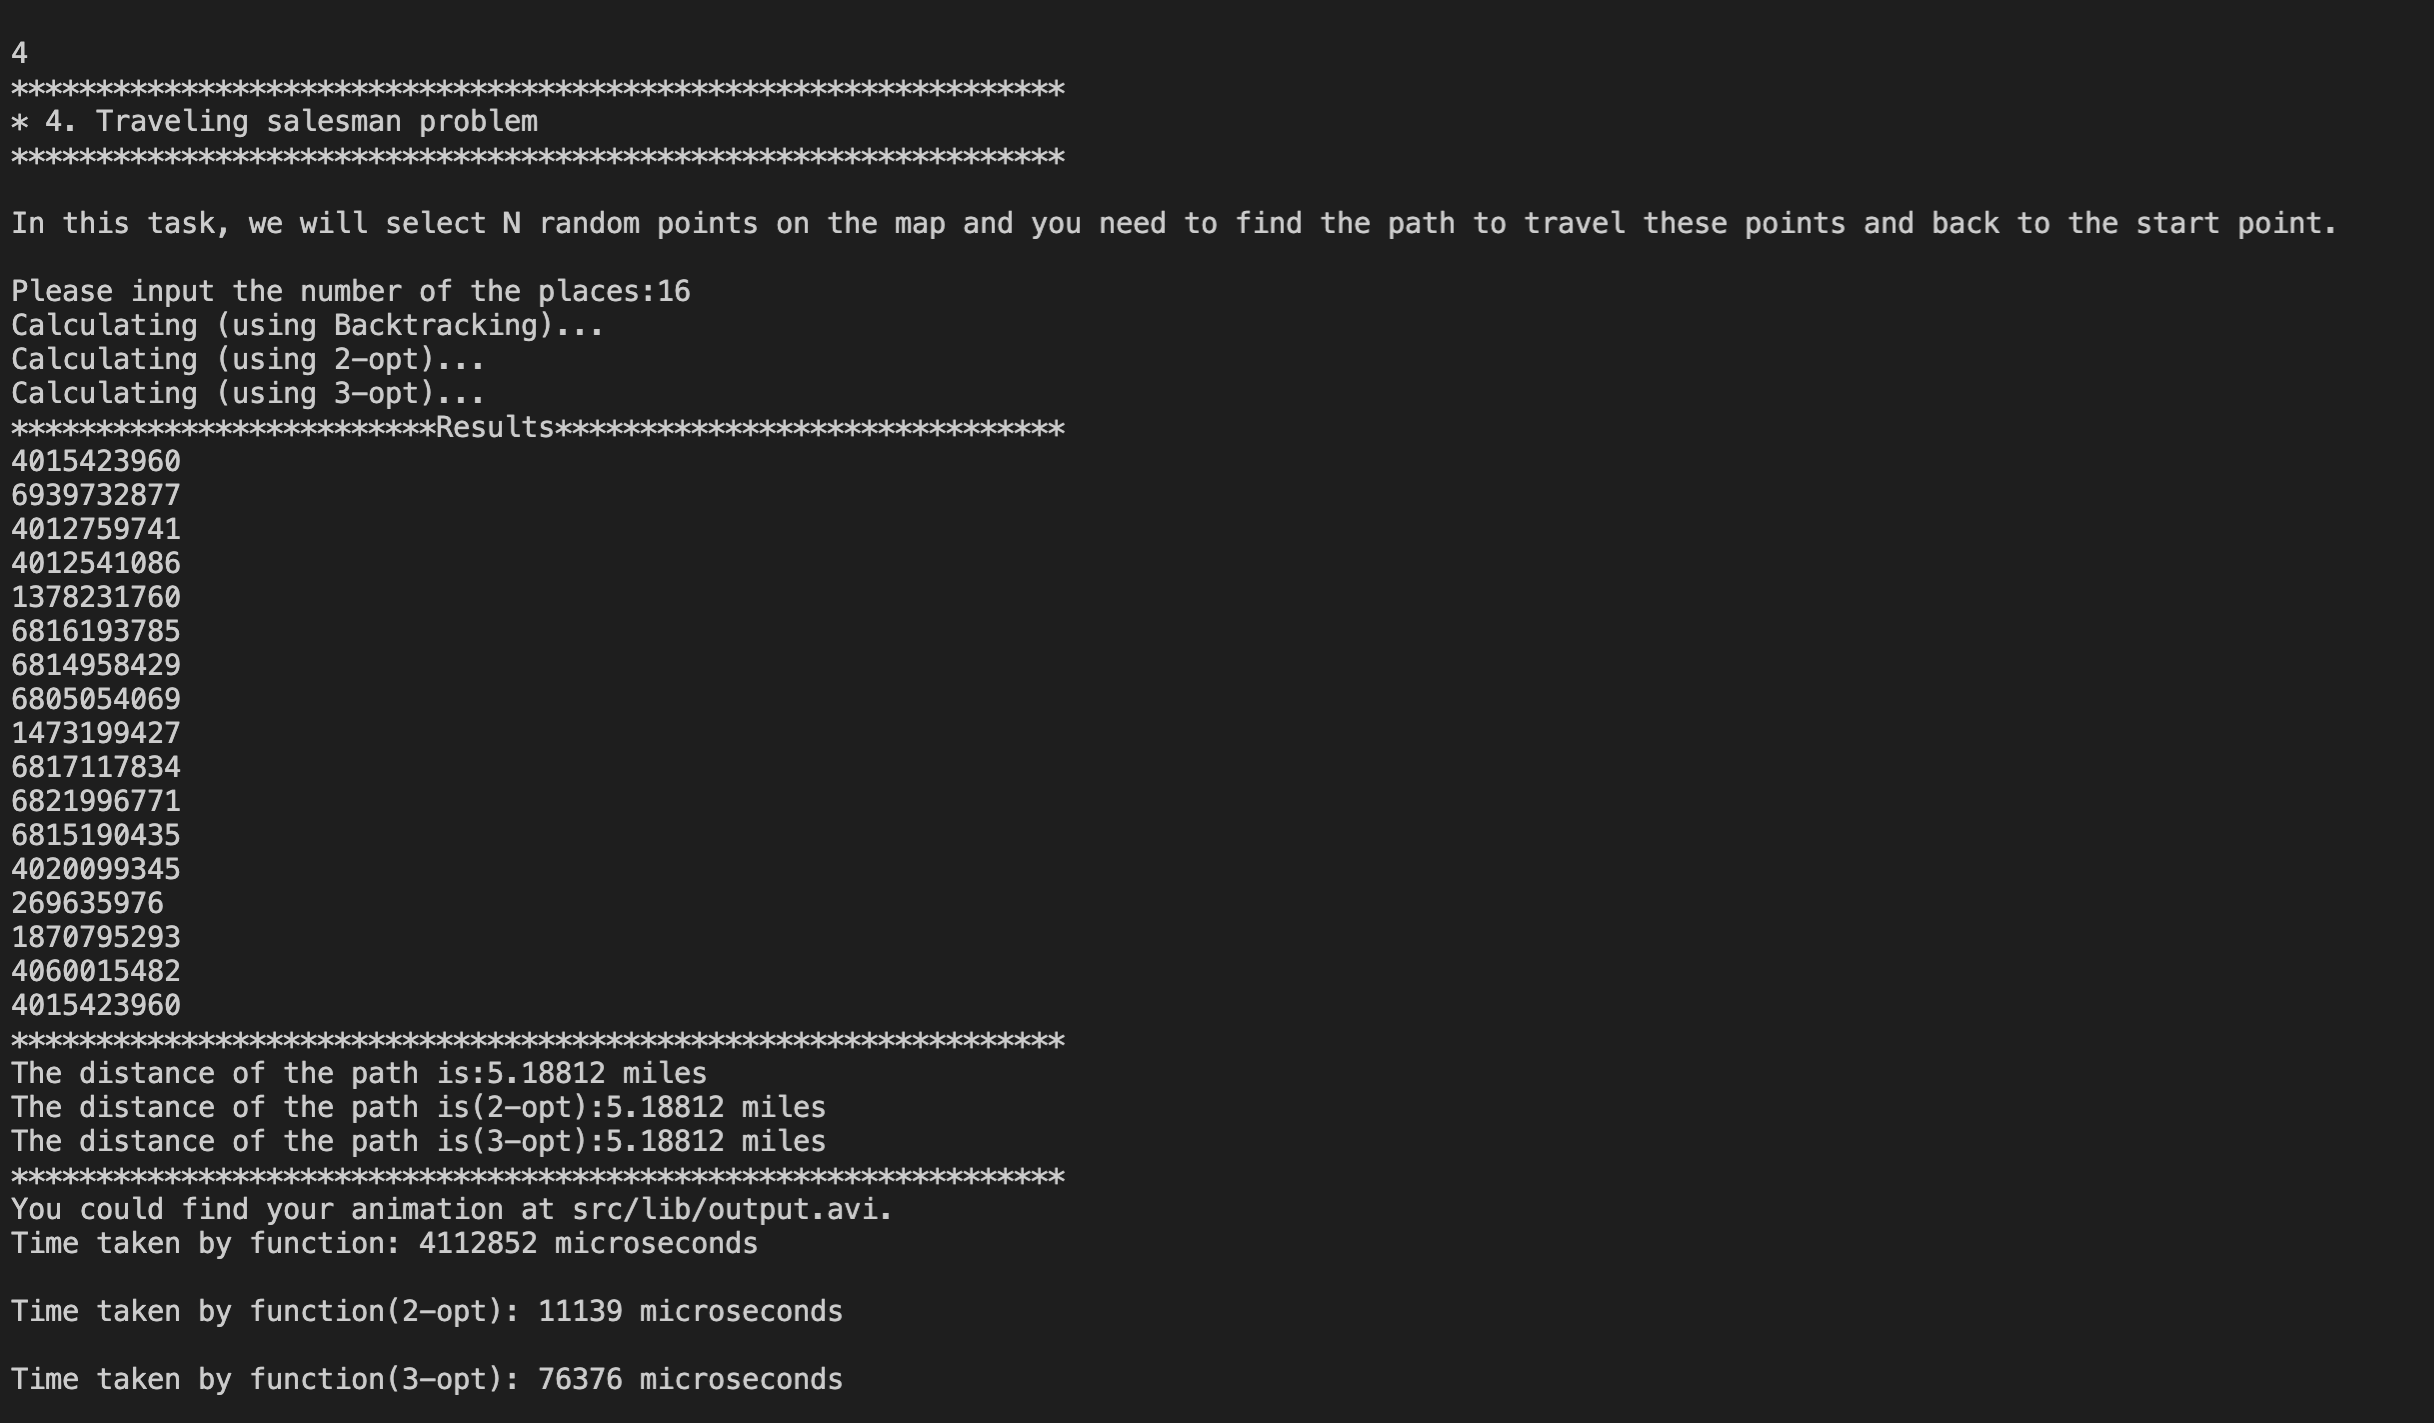 4
**************************************************************
* 4. Traveling salesman problem
**************************************************************
In this task, we will select N random points on the map and you need to find the path to travel these points and back to the start point.
Please input the number of the places:16
Calculating (using Backtracking)...
Calculating (using 2-opt)...
Calculating (using 3-opt)...
*************************Results******************************
4015423960
6939732877
4012759741
4012541086
1378231760
6816193785
6814958429
6805054069
1473199427
6817117834
6821996771
6815190435
4020099345
269635976
1870795293
4060015482
4015423960
**************************************************************
The distance of the path is:5.18812 miles
The distance of the path is(2-opt):5.18812 miles
The distance of the path is(3-opt):5.18812 miles
**************************************************************
You could find your animation at src/lib/output.avi.
Time taken by function: 4112852 microseconds
Time taken by function(2-opt): 11139 microseconds
Time taken by function(3-opt): 76376 microseconds